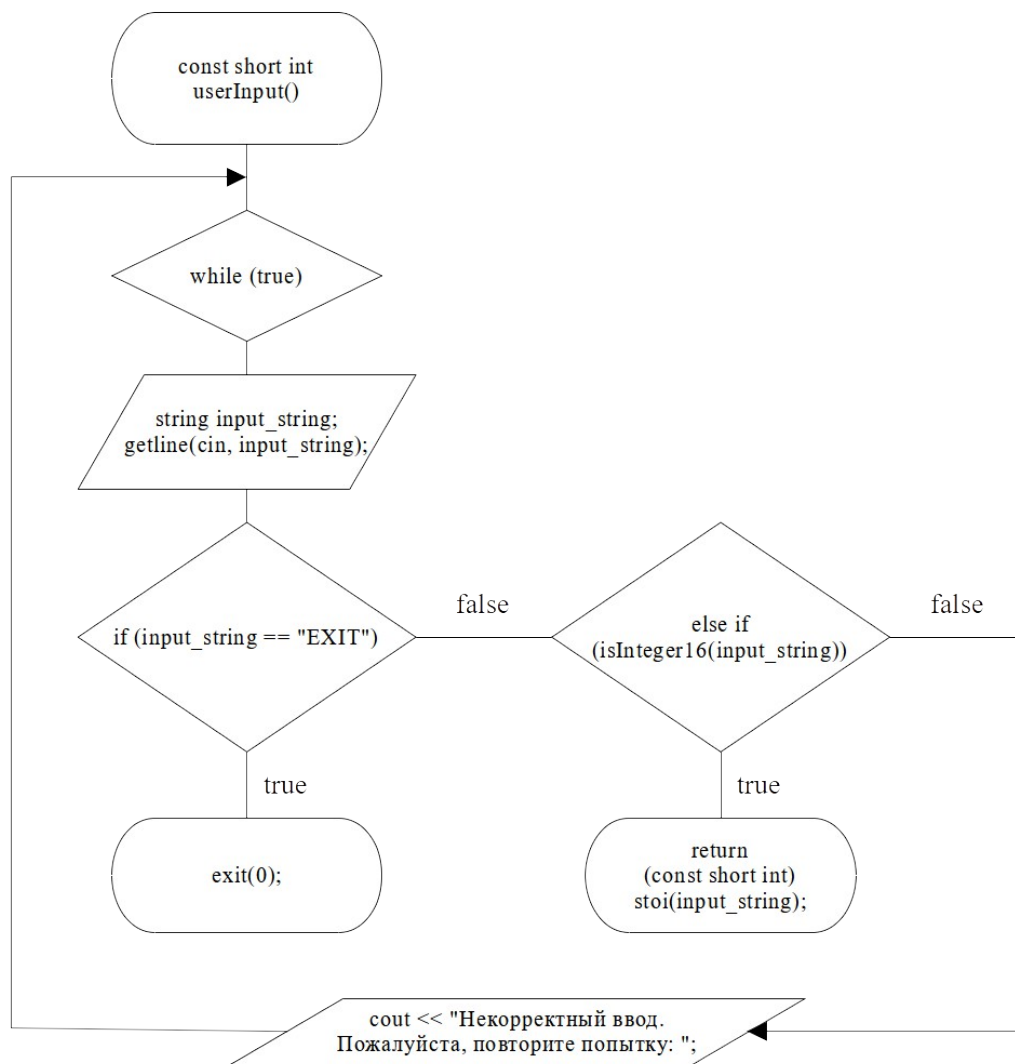 const short int
userInput()
while (true)
string input_string;
getline(cin, input_string);
if (input_string == "EXIT")
false
else if
(isInteger16(input_string))
false
true
true
exit(0);
return
(const short int)
stoi(input_string);
cout << "Некорректный ввод.
Пожалуйста, повторите попытку: ";